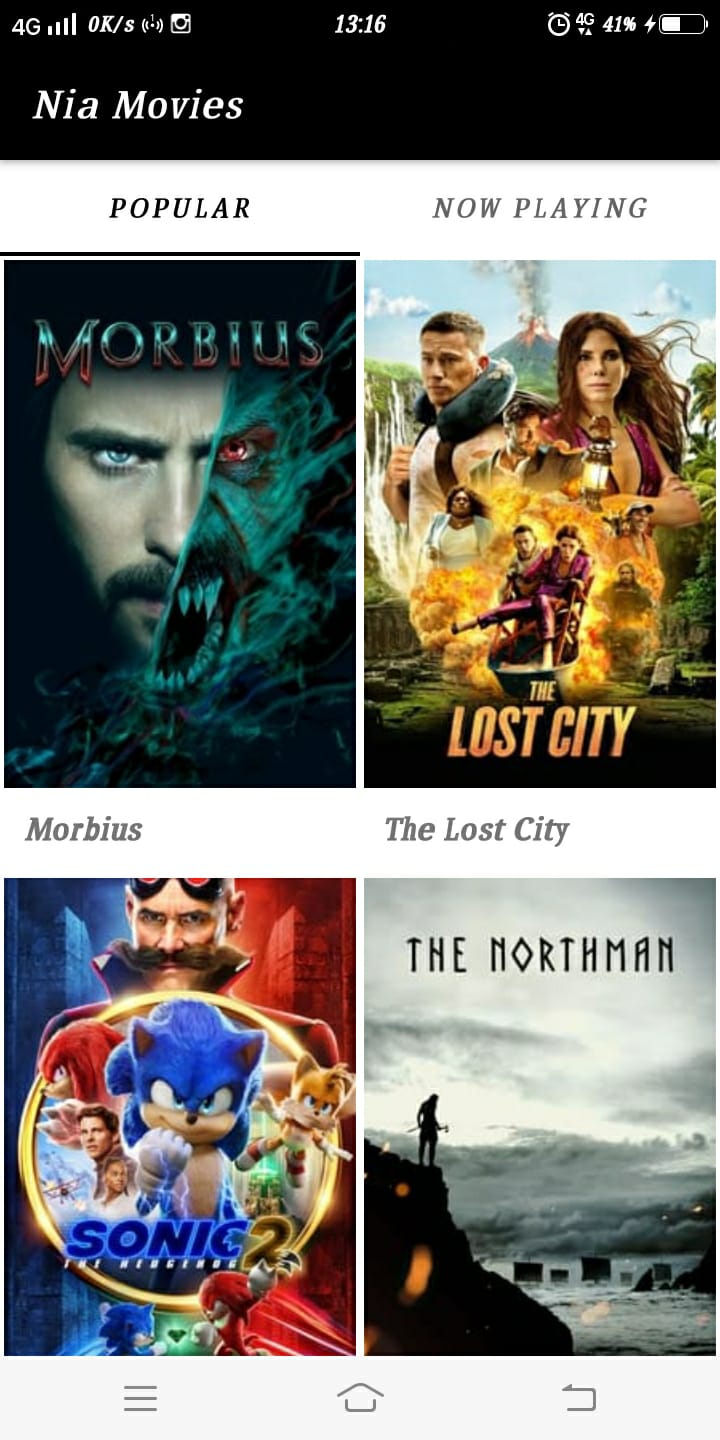 4G 0K/s 13:16 4G 41%
Nia Movies
POPULAR NOW PLAYING
MORBIUS
THE
LOST CITY
Morbius The Lost City
THE NORTHMAN
SONIC 2
THE HEDGEHOG